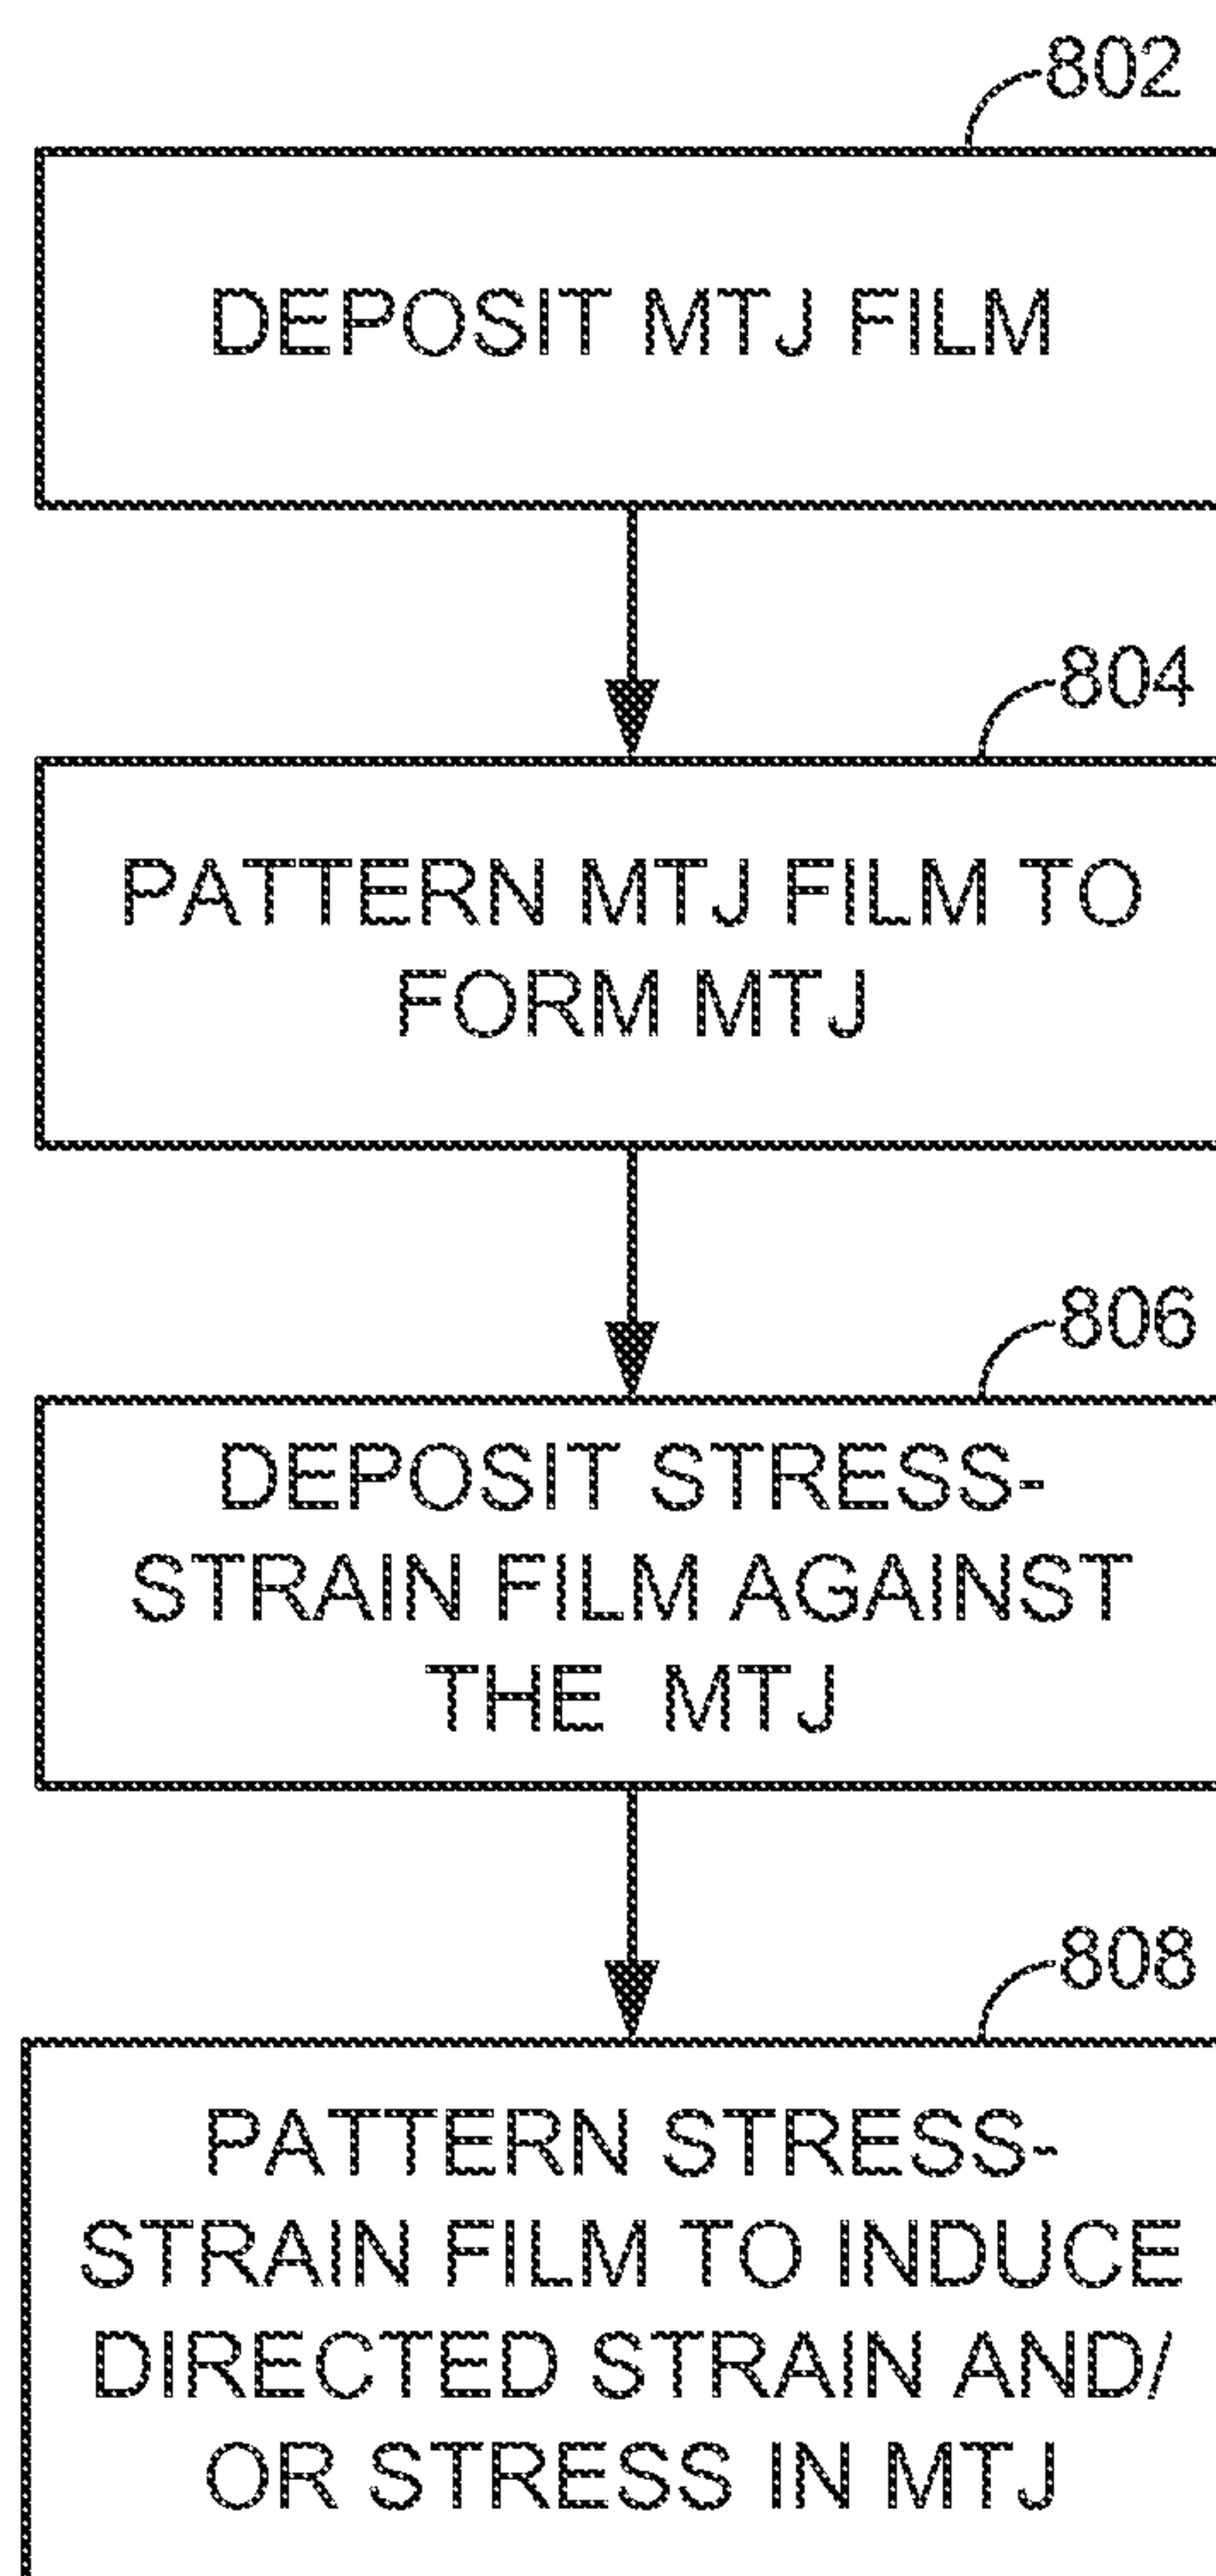 802
DEPOSIT MTJ FILM
804
PATTERN MTJ FILM TO
FORM MTJ
806
DEPOSIT STRESS-
STRAIN FILM AGAINST
THE MTJ
808
PATTERN STRESS-
STRAIN FILM TO INDUCE
DIRECTED STRAIN AND/
OR STRESS IN MTJ